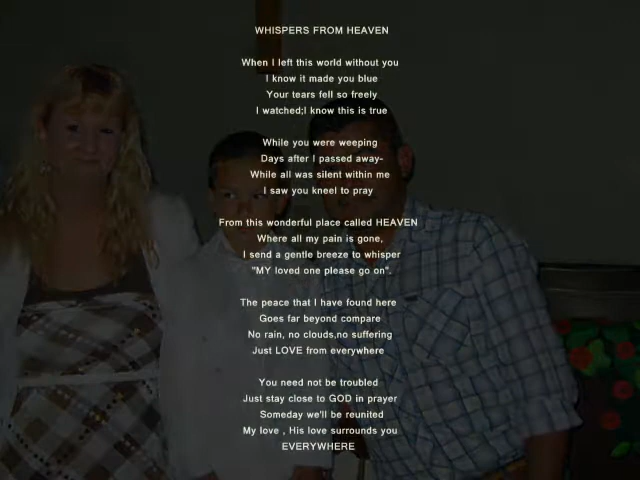 WHISPERS FROM HEAVEN
When I left this world without you
I know it made you blue
Your tears fell so freely
I watched;I know this is true
While you were weeping
Days after I passed away-
While all was silent within me
I saw you kneel to pray
From this wonderful place called HEAVEN
Where all my pain is gone,
I send a gentle breeze to whisper
"MY loved one please go on".
The peace that I have found here
Goes far beyond compare
No rain, no clouds,no suffering
Just LOVE from everywhere
You need not be troubled
Just stay close to GOD in prayer
Someday we'll be reunited
My love , His love surrounds you
EVERYWHERE